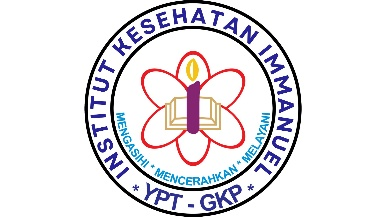 INSTITUT KESEHATAN IMMANUEL
MENGASIHI * MENCERAHKAN * MELAYANI
* YPT - GKP *